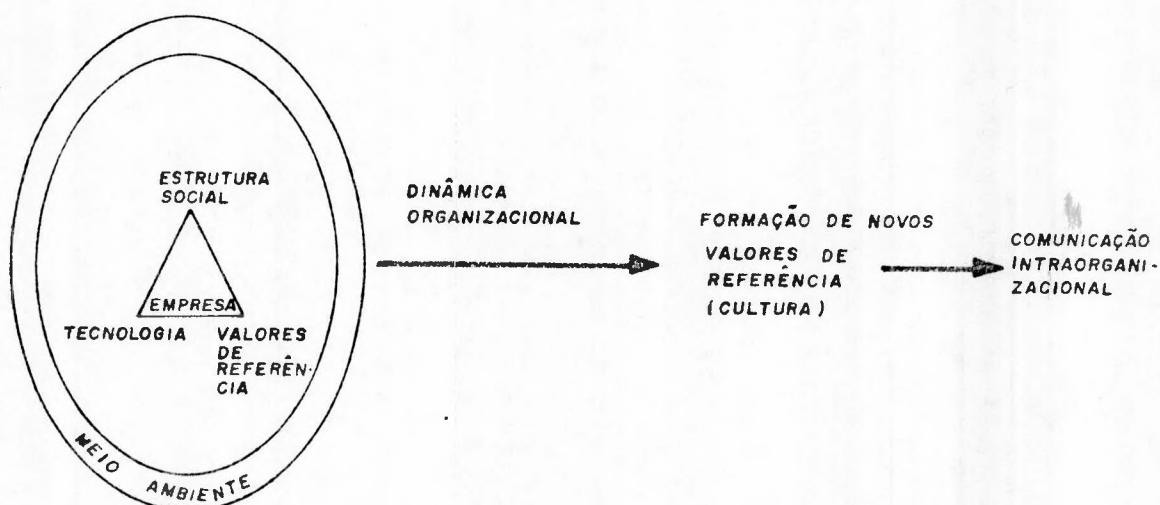 ESTRUTURA
SOCIAL
EMPRESA
TECNOLOGIA
VALORES
DE
REFERÊN-
CIA
MEIO AMBIENTE
DINÂMICA
ORGANIZACIONAL
FORMAÇÃO DE NOVOS
VALORES DE
REFERÊNCIA
(CULTURA)
COMUNICAÇÃO
INTRAORGANI-
ZACIONAL